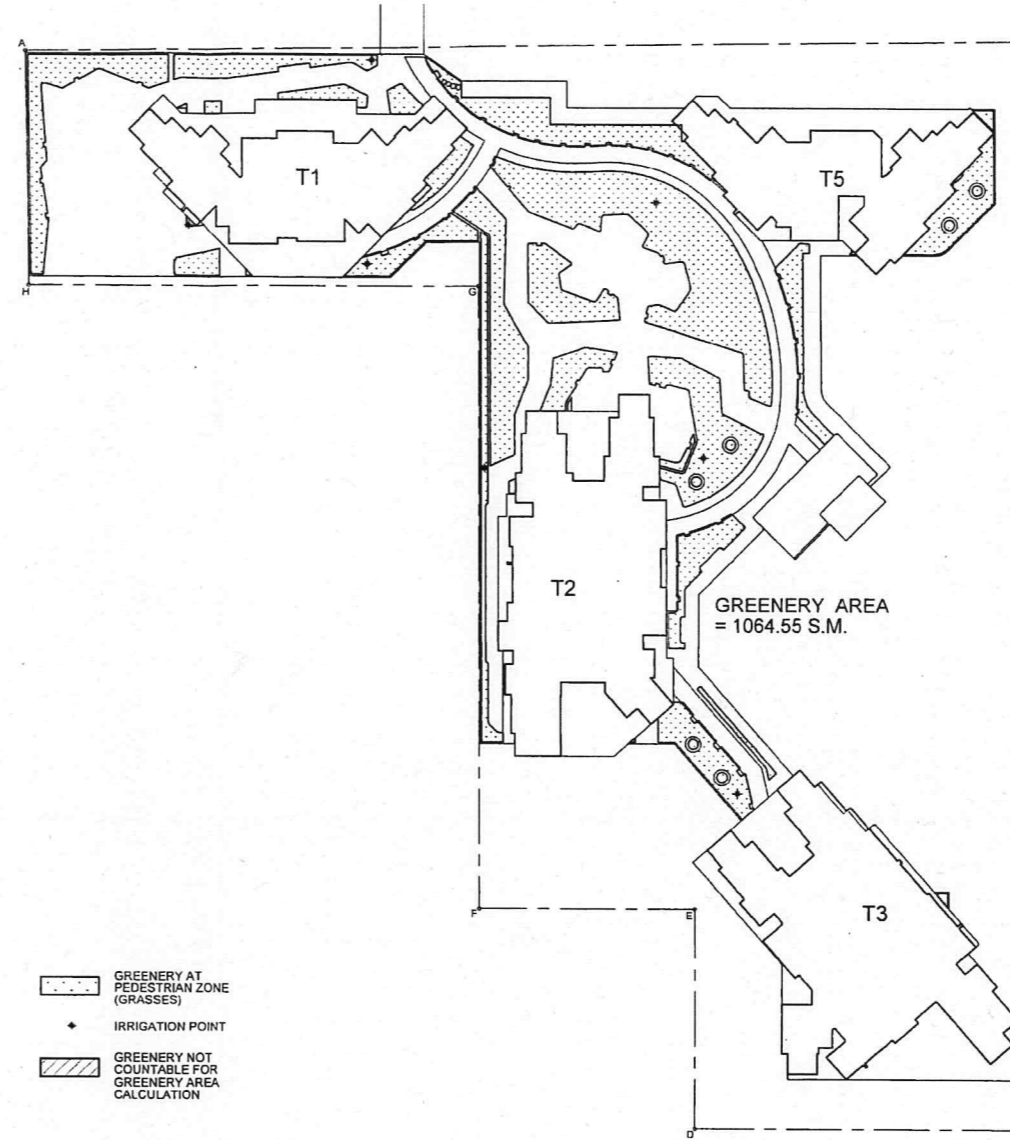 A
T1
T5
H
G
T2
GREENERY AREA
= 1064.55 S.M.
F
E
T3
GREENERY AT
PEDESTRIAN ZONE
(GRASSES)
IRRIGATION POINT
GREENERY NOT
COUNTABLE FOR
GREENERY AREA
CALCULATION
D